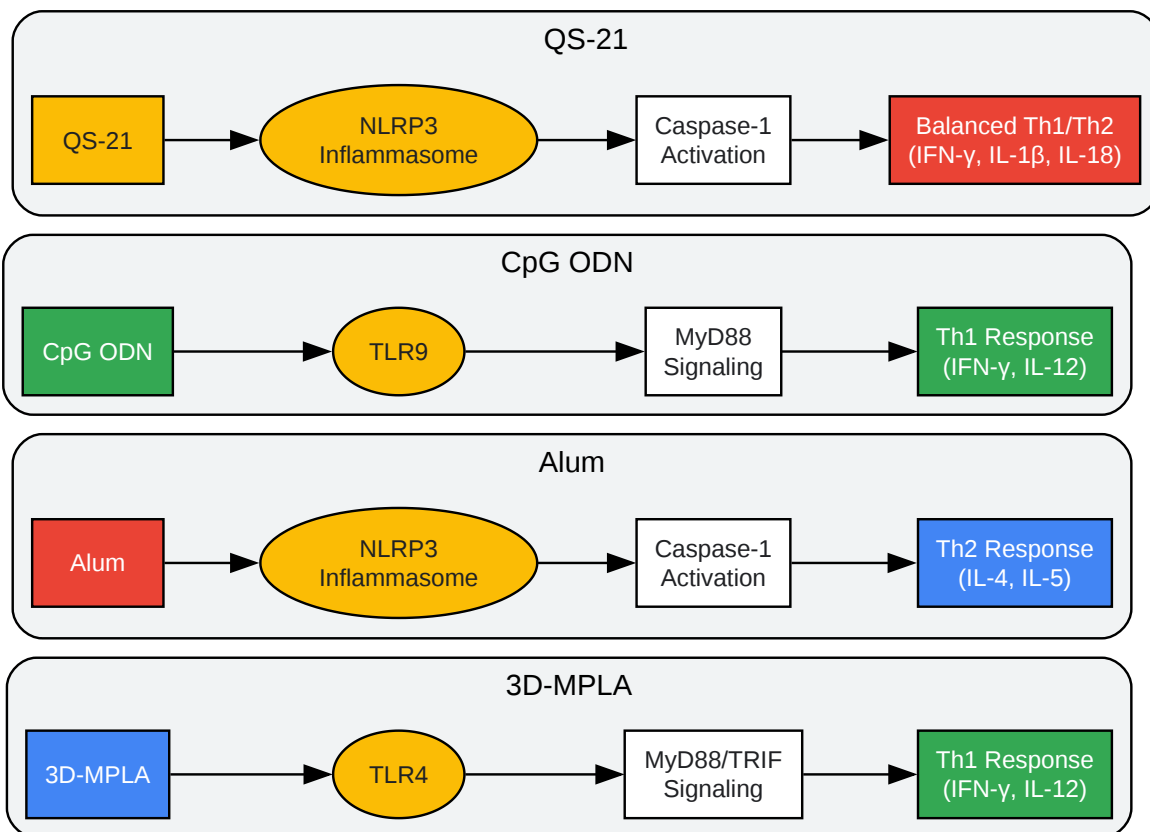 QS-21
QS-21
NLRP3
Inflammasome
Caspase-1
Activation
Balanced Th1/Th2
(IFN-γ, IL-1β, IL-18)
CpG ODN
CpG ODN
TLR9
MyD88
Signaling
Th1 Response
(IFN-γ, IL-12)
Alum
Alum
NLRP3
Inflammasome
Caspase-1
Activation
Th2 Response
(IL-4, IL-5)
3D-MPLA
3D-MPLA
TLR4
MyD88/TRIF
Signaling
Th1 Response
(IFN-γ, IL-12)